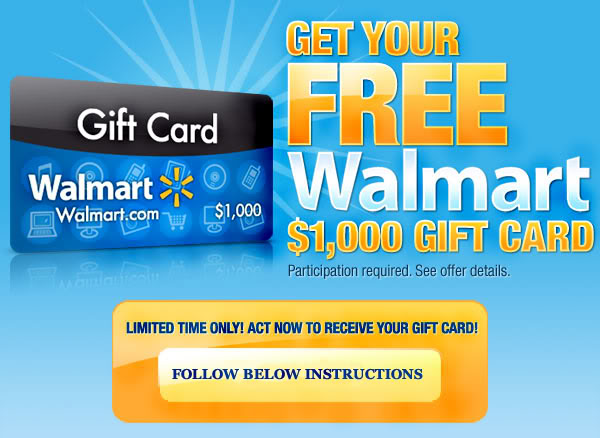 Gift Card
Walmart
Walmart.com
$1,000
GET YOUR
FREE
Walmart
$1,000 GIFT CARD
Participation required. See offer details.
LIMITED TIME ONLY! ACT NOW TO RECEIVE YOUR GIFT CARD!
FOLLOW BELOW INSTRUCTIONS